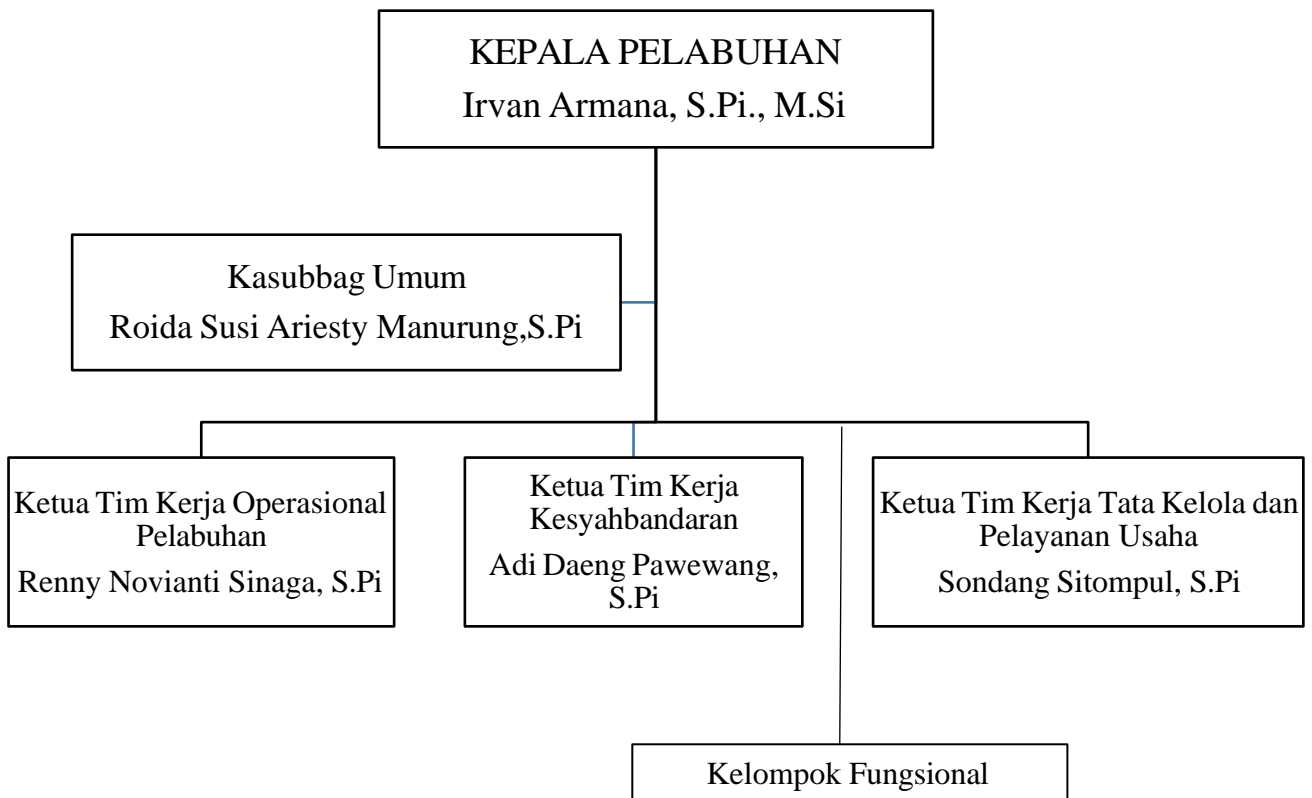 KEPALA PELABUHAN
Irvan Armana, S.Pi., M.Si
Kasubbag Umum
Roida Susi Ariesty Manurung,S.Pi
Ketua Tim Kerja Operasional
Pelabuhan
Renny Novianti Sinaga, S.Pi
Ketua Tim Kerja
Kesyahbandaran
Adi Daeng Pawewang,
S.Pi
Ketua Tim Kerja Tata Kelola dan
Pelayanan Usaha
Sondang Sitompul, S.Pi
Kelompok Fungsional